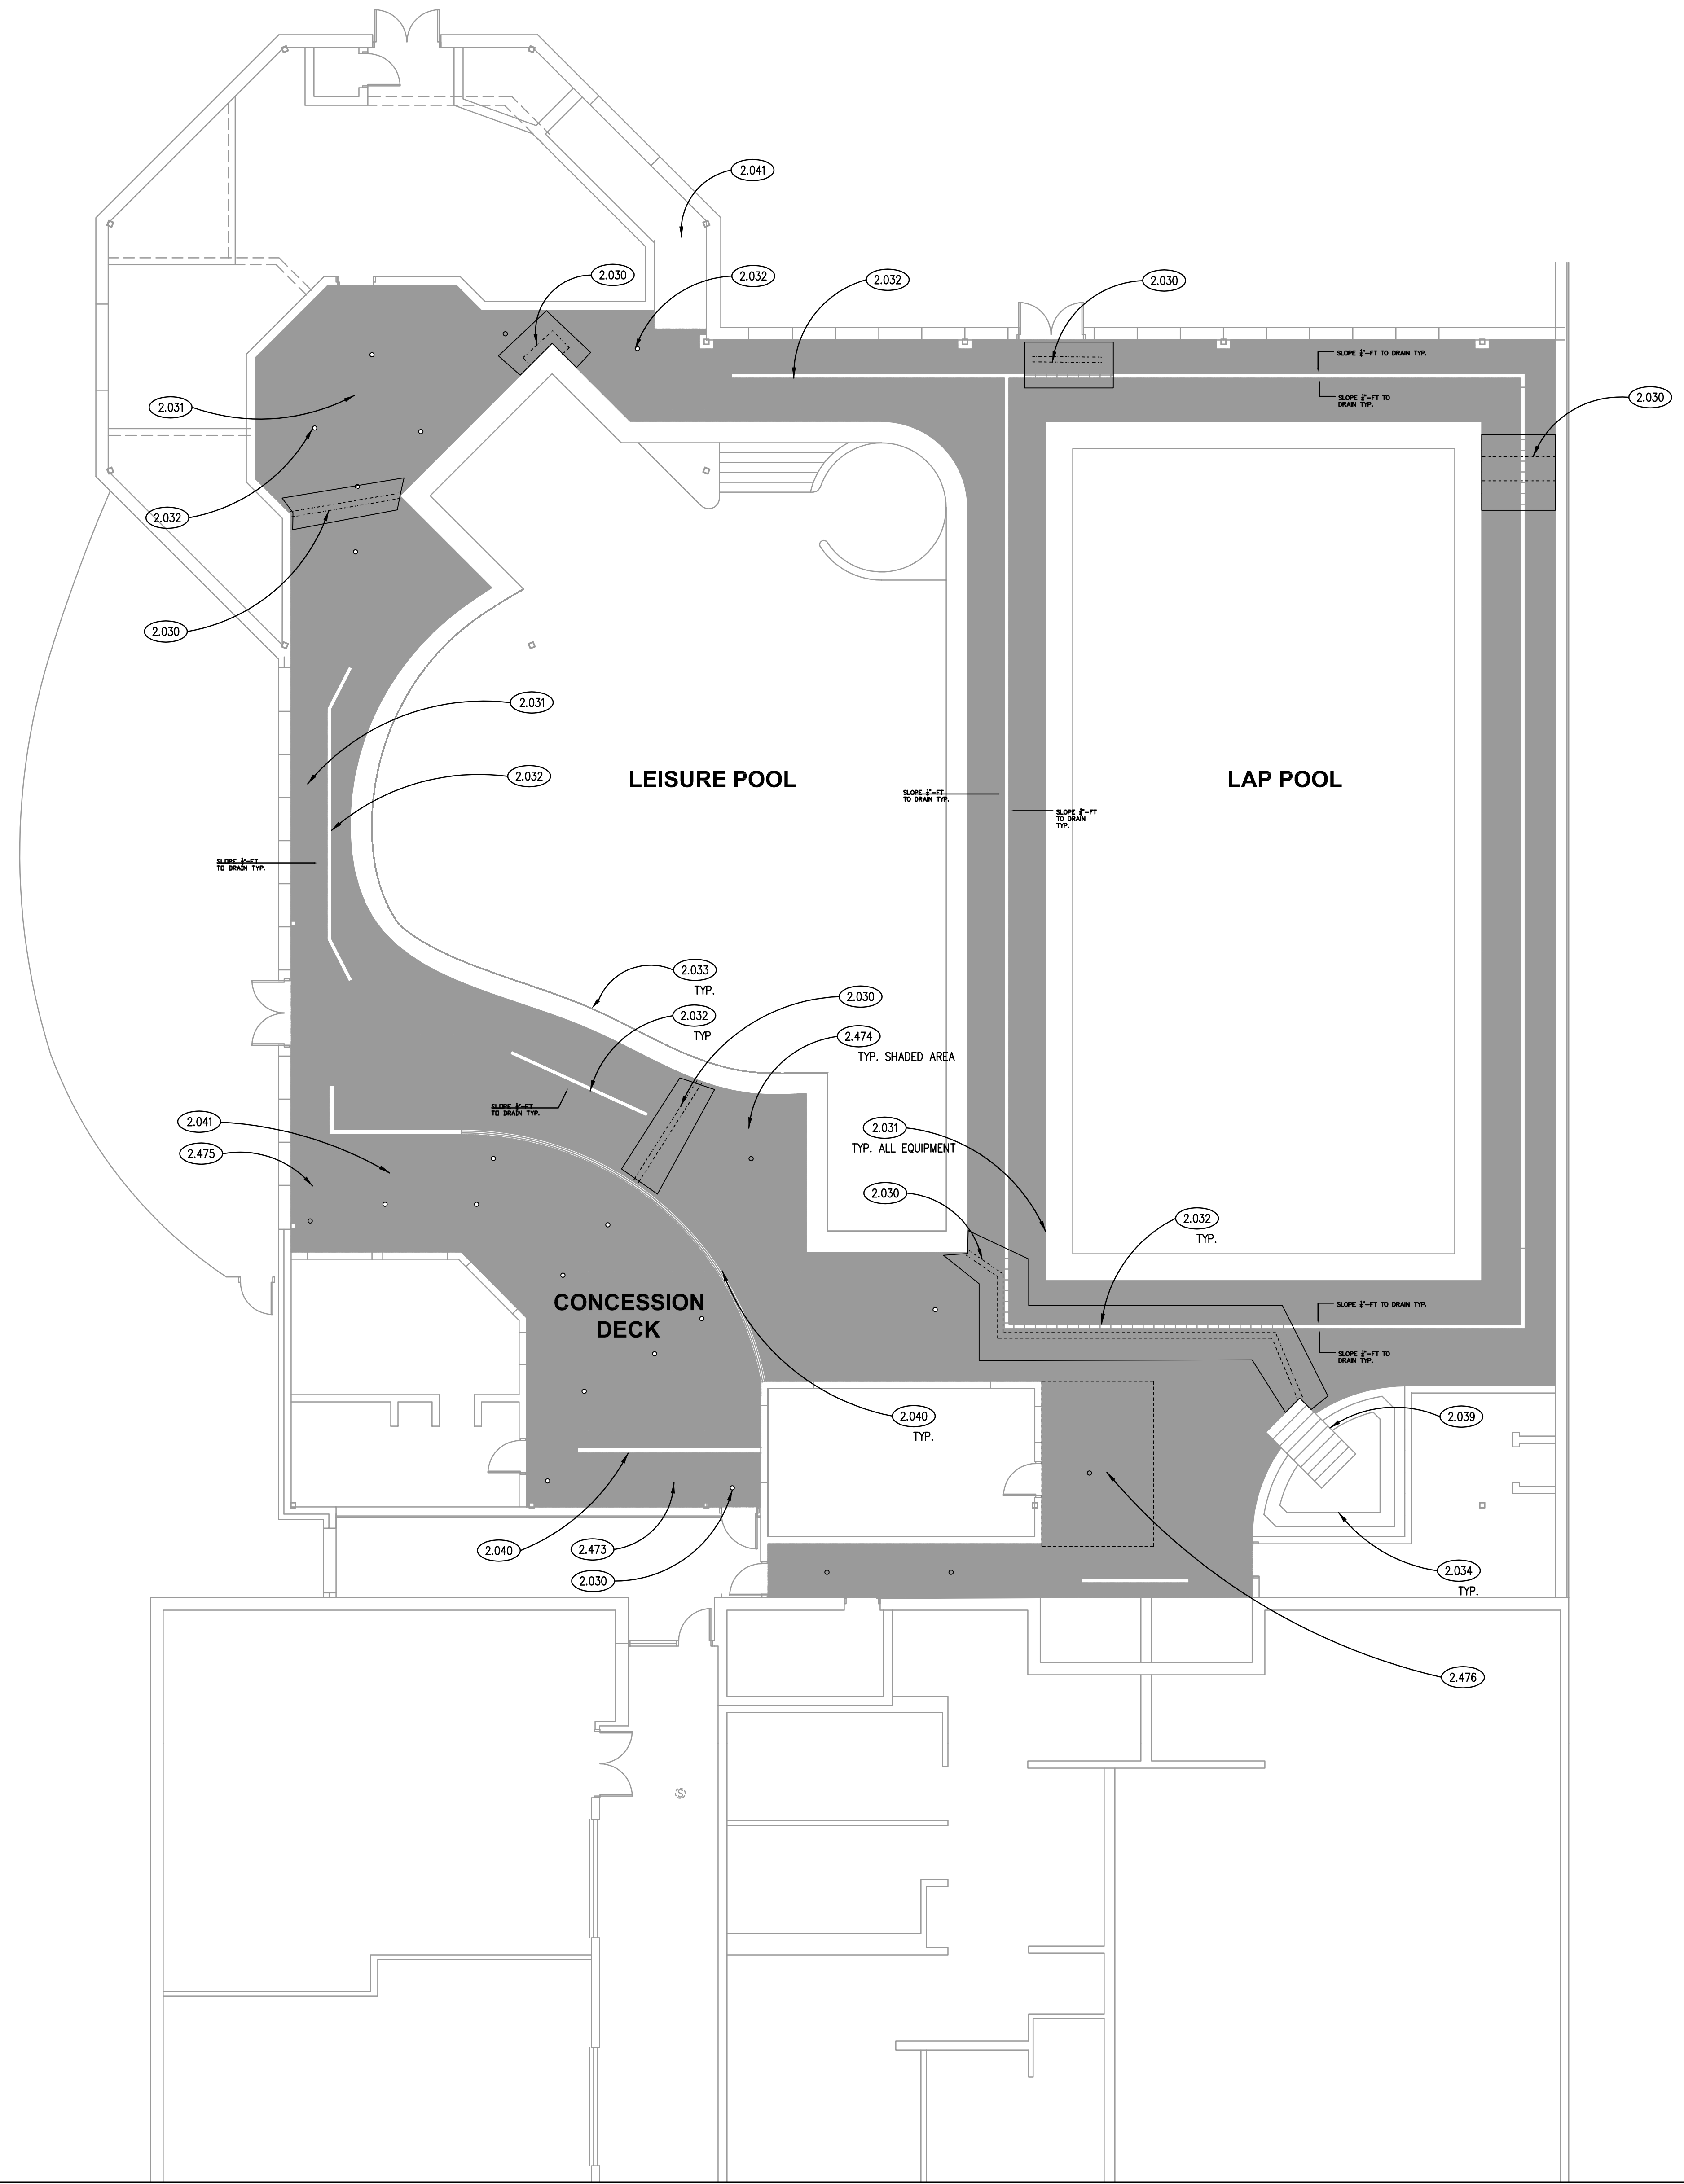 2.041
2.030
2.032
2.032
2.030
SLOPE ⅛"-FT TO DRAIN TYP.
SLOPE ⅛"-FT TO
DRAIN TYP.
2.030
2.031
2.032
2.030
2.031
2.032
LEISURE POOL
LAP POOL
SLOPE ⅛"-FT
TO DRAIN TYP.
SLOPE ⅛"-FT
TO DRAIN
TYP.
SLOPE ⅛"-FT
TO DRAIN TYP.
2.033
TYP.
2.030
2.032
TYP
2.474
TYP. SHADED AREA
SLOPE ⅛"-FT
TO DRAIN TYP.
2.041
2.475
2.031
TYP. ALL EQUIPMENT
2.030
2.032
TYP.
CONCESSION
DECK
SLOPE ⅛"-FT TO DRAIN TYP.
SLOPE ⅛"-FT TO
DRAIN TYP.
2.040
TYP.
2.039
2.040
2.473
2.030
2.034
TYP.
2.476
S